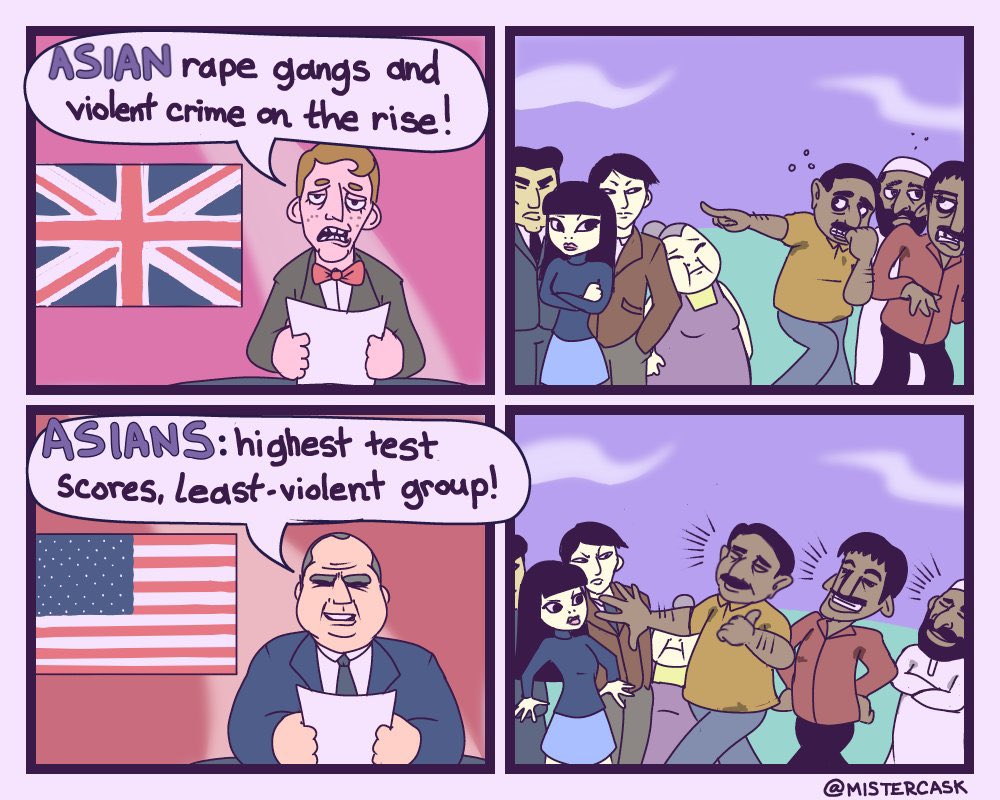 ASIAN rape gangs and
violent crime on the rise!
ASIANS: highest test
scores, least-violent group!
@MISTERCASK